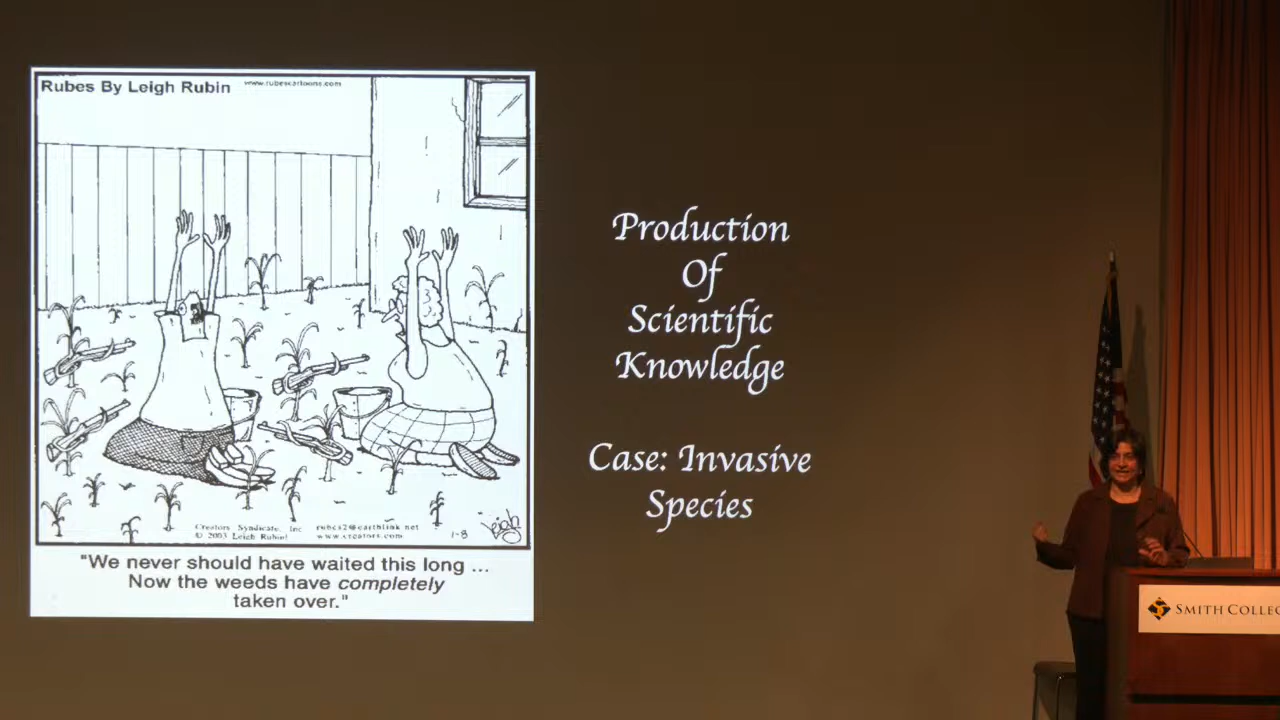 Rubes By Leigh Rubin www.rubescartoons.com
Creators Syndicate, Inc rubes2@earthlink.net
© 2003 Leigh Rubin! www.creators.com 1-8 Leigh
"We never should have waited this long ...
Now the weeds have completely
taken over."
Production
Of
Scientific
Knowledge
Case: Invasive
Species
SMITH COLLEG